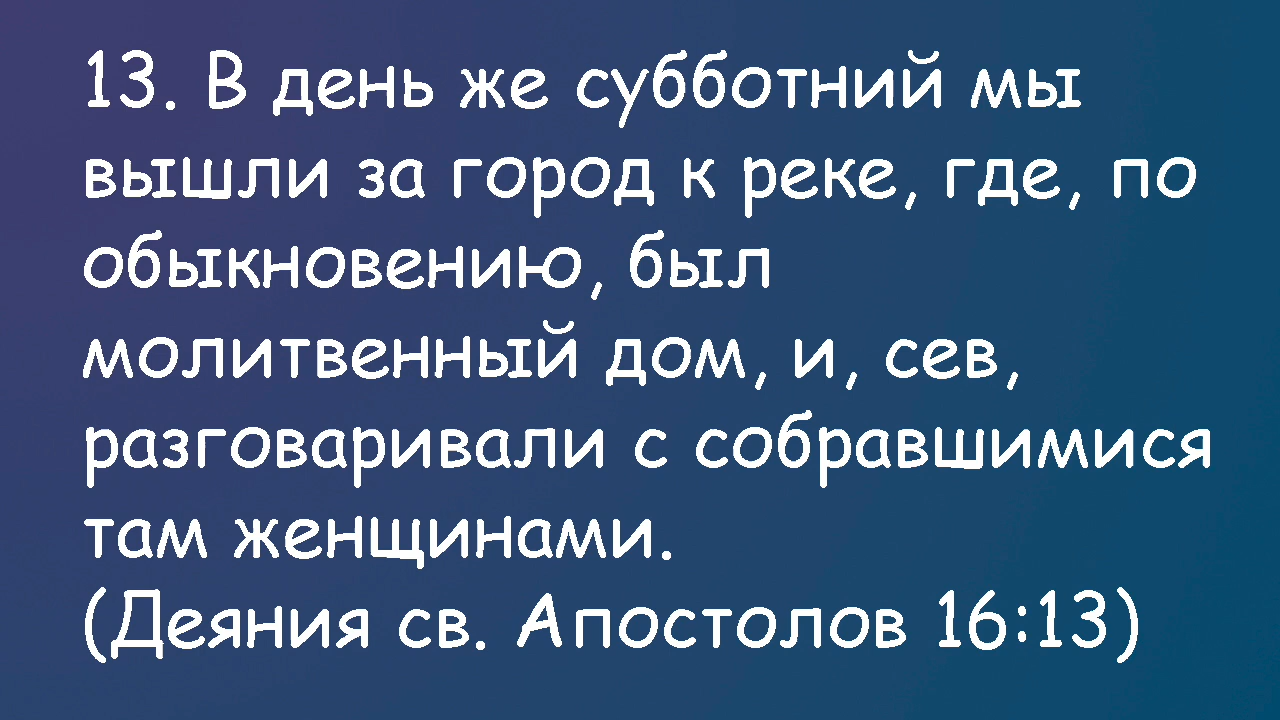 13. В день же субботний мы
вышли за город к реке, где, по
обыкновению, был
молитвенный дом, и, сев,
разговаривали с собравшимися
там женщинами.
(Деяния св. Апостолов 16:13)